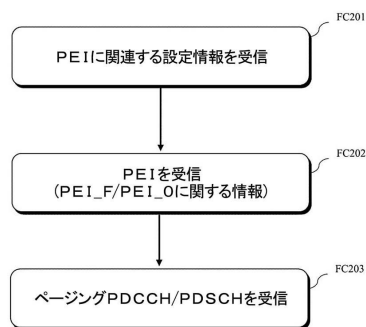 FC201
ＰＥＩに関連する設定情報を受信
FC202
ＰＥＩを受信
(ＰＥＩ_Ｆ/ＰＥＩ_Ｏに関する情報)
FC203
ページングＰＤＣＣＨ/ＰＤＳＣＨを受信